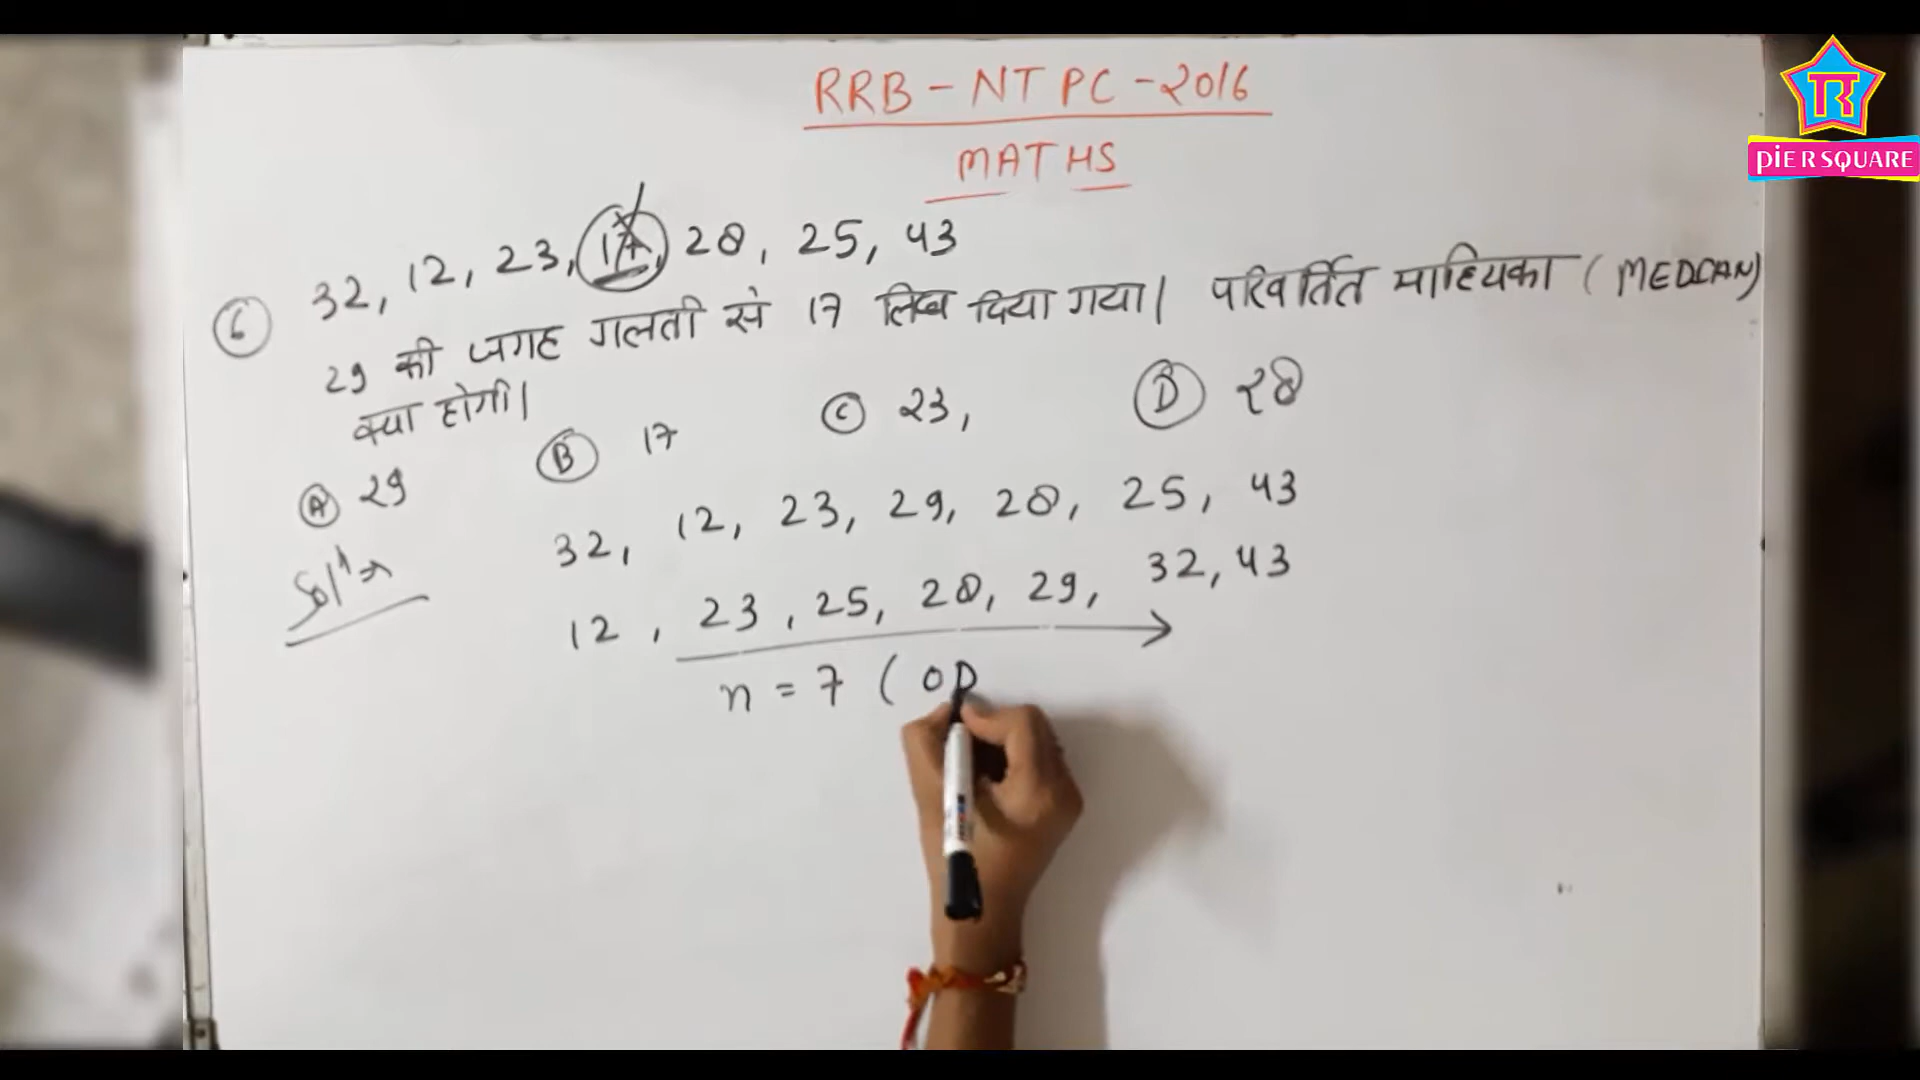 RRB - NTPC - 2016
MATHS
PiE R SQUARE
6 32, 12, 23, 17, 28, 25, 43
29 की जगह गलती से 17 लिख दिया गया। परिवर्तित माध्यिका (MEDIAN)
क्या होगी।
A 29 B 17 C 23, D 28
Solⁿ⇒ 32, 12, 23, 29, 28, 25, 43
12, 23, 25, 28, 29, 32, 43
n = 7 ( OD